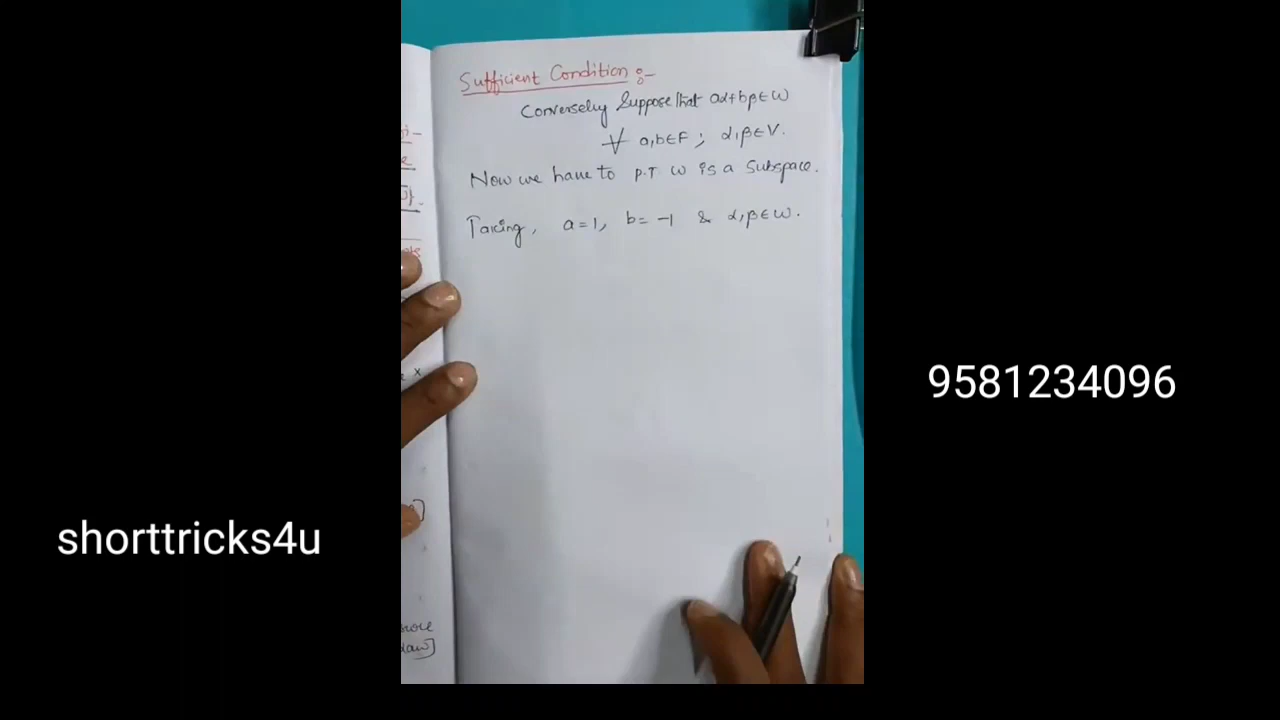 Sufficient Condition :-
Conversely Suppose that aα+bβ∈W
∀ a,b∈F ; α,β∈V.
Now we have to P.T W is a Subspace.
Taking, a=1, b= -1 & α,β∈W.
9581234096
shorttricks4u